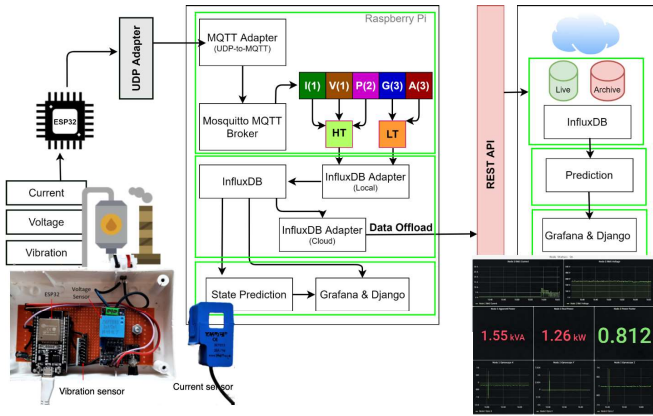 Raspberry Pi
UDP Adapter
MQTT Adapter
(UDP-to-MQTT)
I(1) V(1) P(2) G(3) A(3)
Mosquitto MQTT
Broker
HT
LT
ESP32
Current
Voltage
Vibration
InfluxDB
InfluxDB Adapter
(Local)
InfluxDB Adapter
(Cloud)
Data Offload
State Prediction
Grafana & Django
REST API
Live
Archive
InfluxDB
Prediction
Grafana & Django
ESP32
Voltage
Sensor
Vibration sensor
Current sensor
1.55 kVA
1.26 kW
0.812